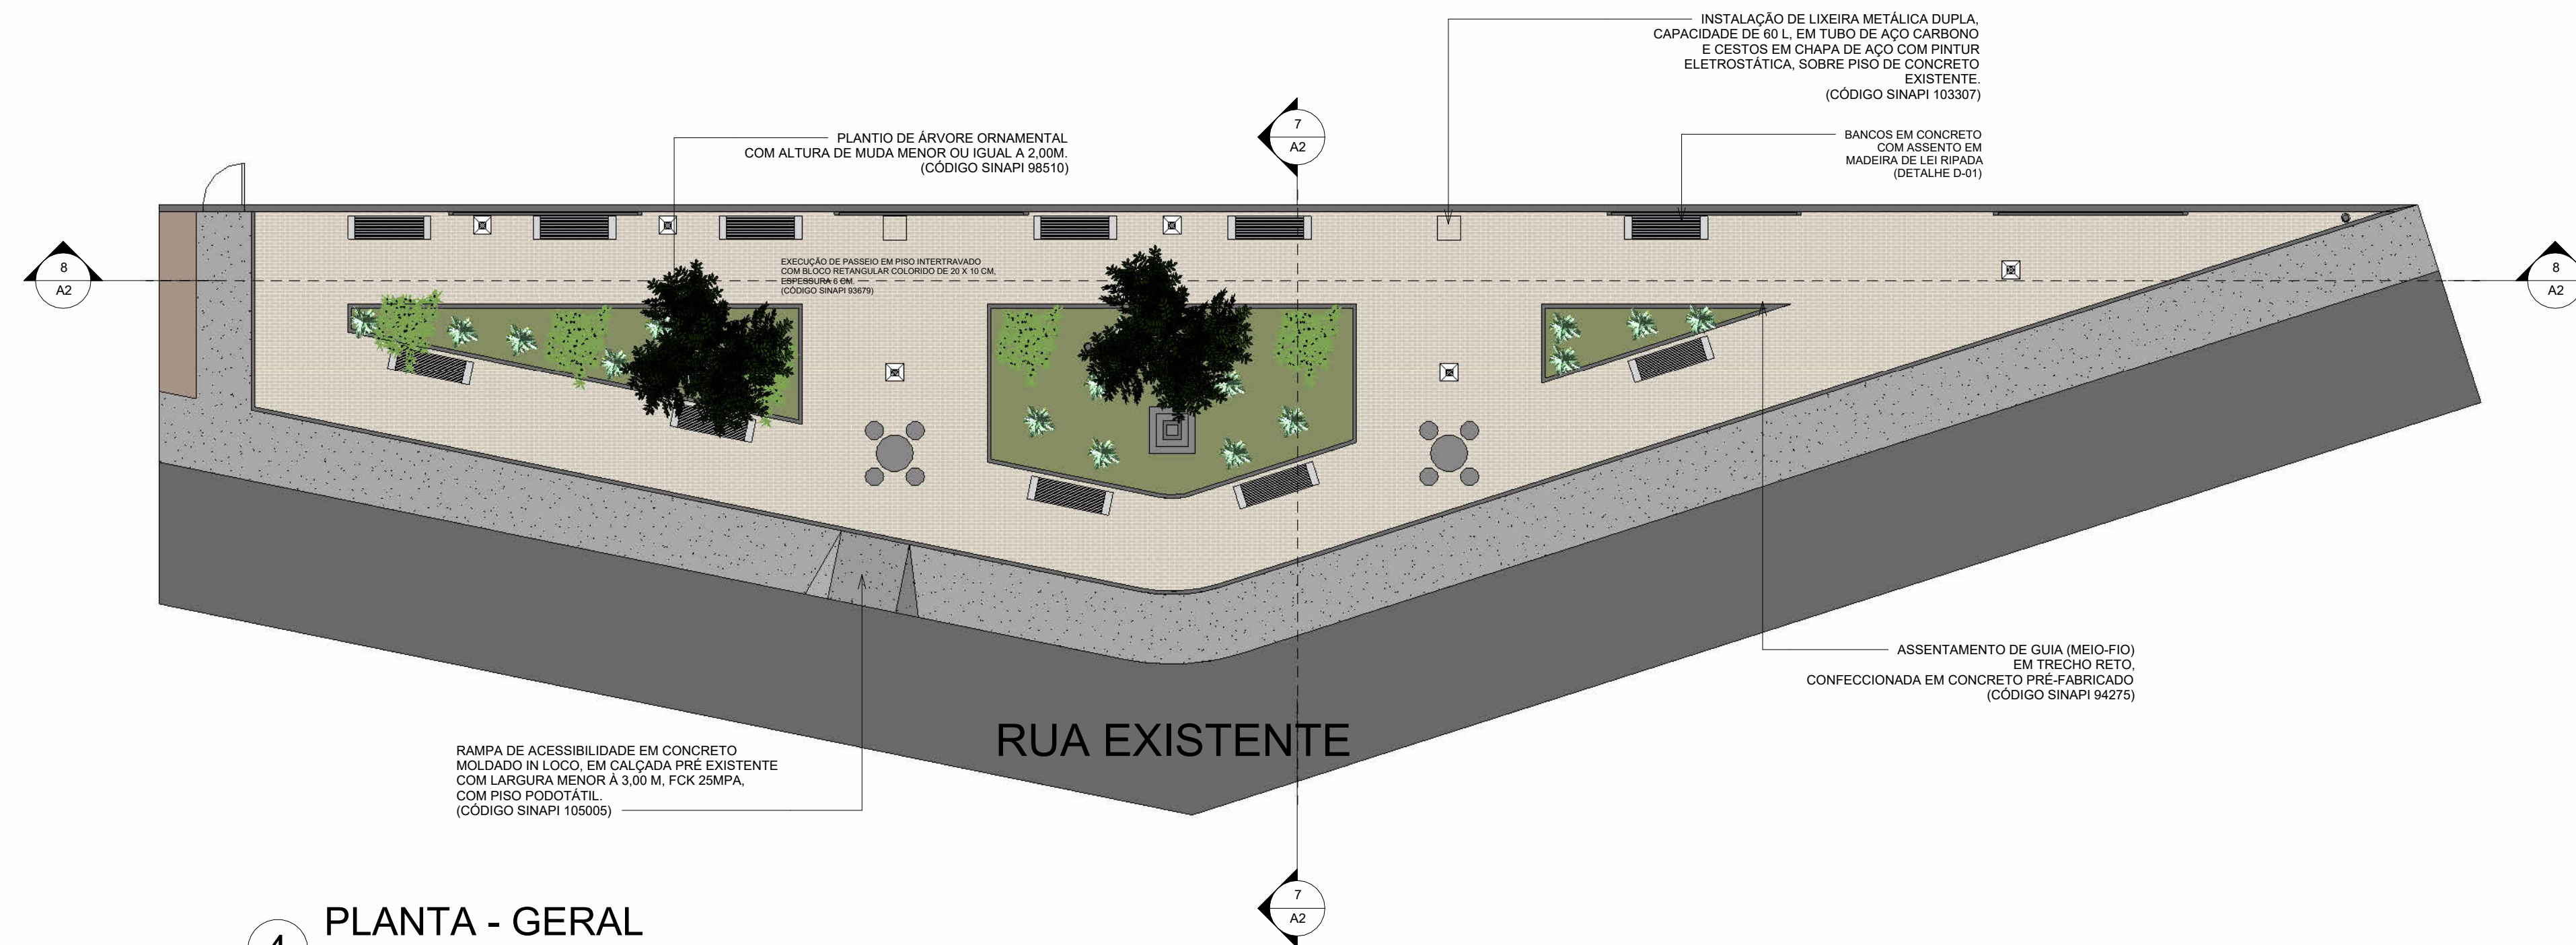 INSTALAÇÃO DE LIXEIRA METÁLICA DUPLA,
CAPACIDADE DE 60 L, EM TUBO DE AÇO CARBONO
E CESTOS EM CHAPA DE AÇO COM PINTUR
ELETROSTÁTICA, SOBRE PISO DE CONCRETO
EXISTENTE.
(CÓDIGO SINAPI 103307)
7
A2
PLANTIO DE ÁRVORE ORNAMENTAL
COM ALTURA DE MUDA MENOR OU IGUAL A 2,00M.
(CÓDIGO SINAPI 98510)
BANCOS EM CONCRETO
COM ASSENTO EM
MADEIRA DE LEI RIPADA
(DETALHE D-01)
8
A2
EXECUÇÃO DE PASSEIO EM PISO INTERTRAVADO
COM BLOCO RETANGULAR COLORIDO DE 20 X 10 CM,
ESPESSURA 6 CM.
(CÓDIGO SINAPI 93679)
8
A2
ASSENTAMENTO DE GUIA (MEIO-FIO)
EM TRECHO RETO,
CONFECCIONADA EM CONCRETO PRÉ-FABRICADO
(CÓDIGO SINAPI 94275)
RUA EXISTENTE
RAMPA DE ACESSIBILIDADE EM CONCRETO
MOLDADO IN LOCO, EM CALÇADA PRÉ EXISTENTE
COM LARGURA MENOR À 3,00 M, FCK 25MPA,
COM PISO PODOTÁTIL.
(CÓDIGO SINAPI 105005)
7
A2
4
PLANTA - GERAL